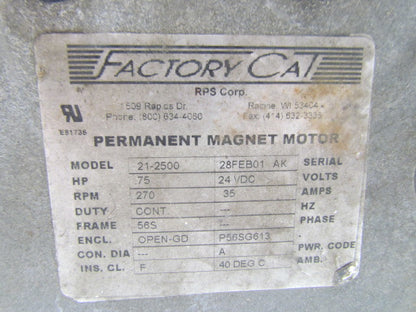 FACTORY CAT
RPS Corp.
1509 Rapids Dr. Racine, WI 53404
Phone: (800) 634-4060 Fax: (414) 632-3335
E91735
PERMANENT MAGNET MOTOR
MODEL 21-2500 28FEB01 AK SERIAL
HP 75 24 VDC VOLTS
RPM 270 35 AMPS
DUTY CONT. --- HZ
FRAME 56S --- PHASE
ENCL. OPEN-GD P56SG613
CON. DIA --- A PWR. CODE
INS. CL. F 40 DEG C AMB.